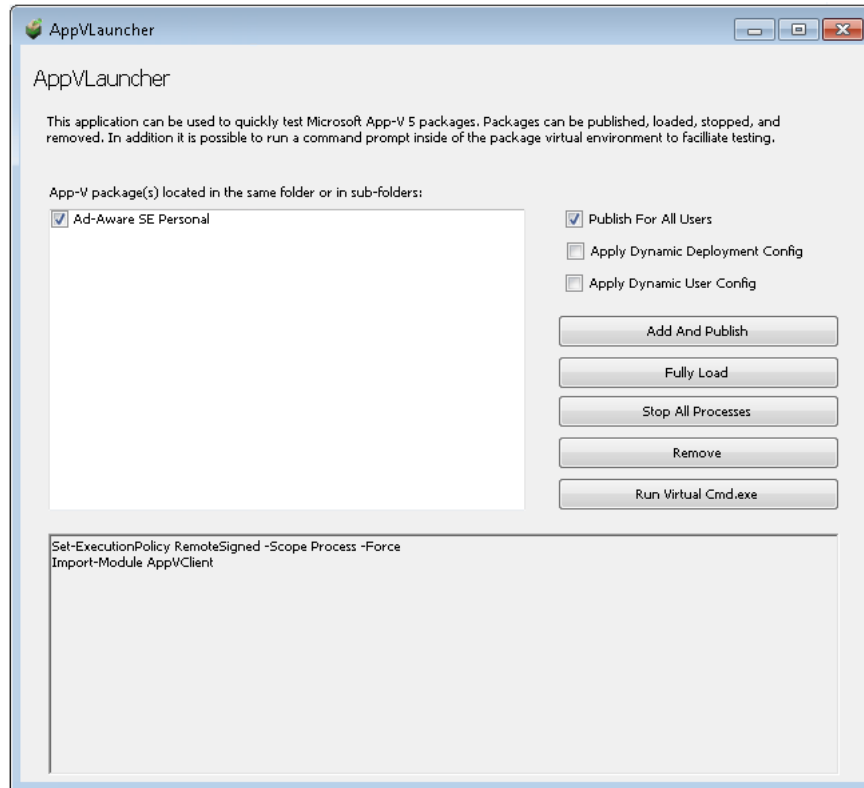 AppVLauncher
AppVLauncher
This application can be used to quickly test Microsoft App-V 5 packages. Packages can be published, loaded, stopped, and
removed. In addition it is possible to run a command prompt inside of the package virtual environment to facilliate testing.
App-V package(s) located in the same folder or in sub-folders:
Ad-Aware SE Personal
Publish For All Users
Apply Dynamic Deployment Config
Apply Dynamic User Config
Add And Publish
Fully Load
Stop All Processes
Remove
Run Virtual Cmd.exe
Set-ExecutionPolicy RemoteSigned -Scope Process -Force
Import-Module AppVClient